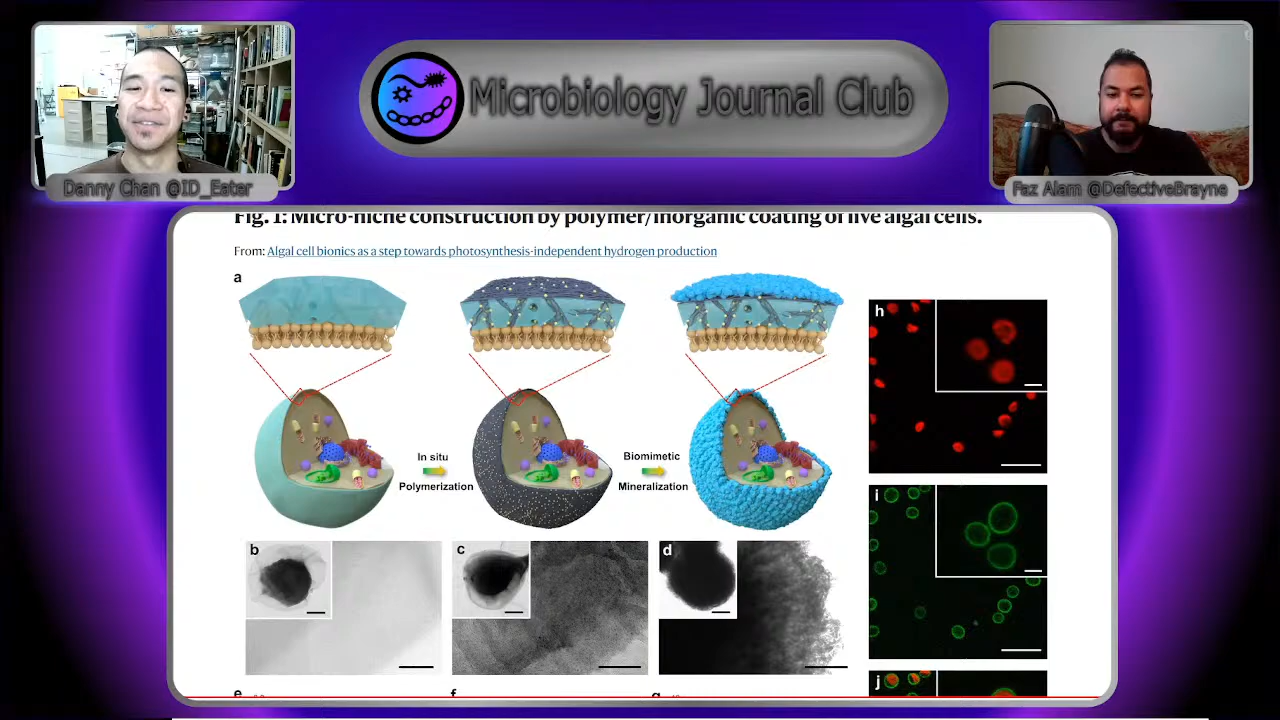 Microbiology Journal Club
Danny Chan @ID_Eater
Faz Alam @DefectiveBrayne
Fig. 1: Micro-niche construction by polymer/inorganic coating of live algal cells.
From: Algal cell bionics as a step towards photosynthesis-independent hydrogen production
a
In situ
Polymerization
Biomimetic
Mineralization
b
c
d
h
i
j
e
f
g